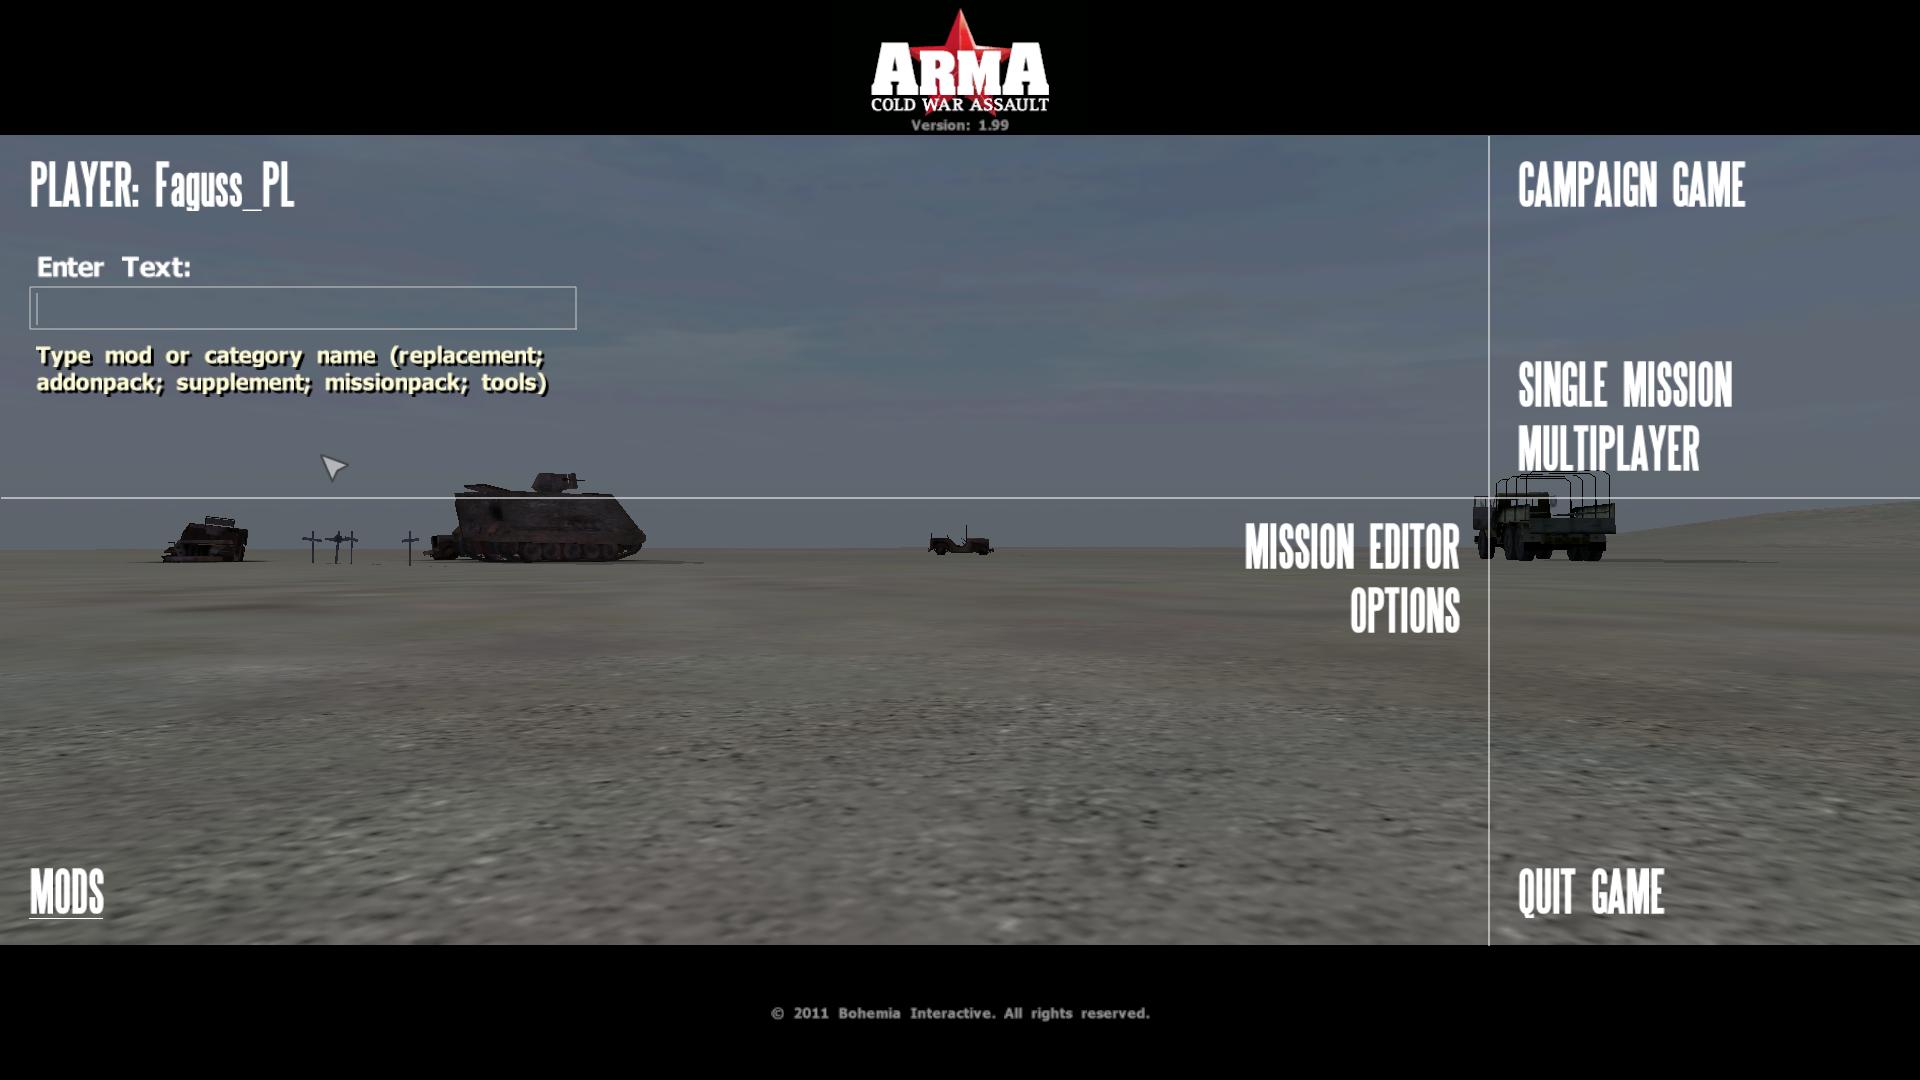 ARMA
COLD WAR ASSAULT
Version: 1.99
PLAYER: Faguss_PL
CAMPAIGN GAME
Enter Text:
Type mod or category name (replacement;
addonpack; supplement; missionpack; tools)
SINGLE MISSION
MULTIPLAYER
MISSION EDITOR
OPTIONS
MODS
QUIT GAME
© 2011 Bohemia Interactive. All rights reserved.